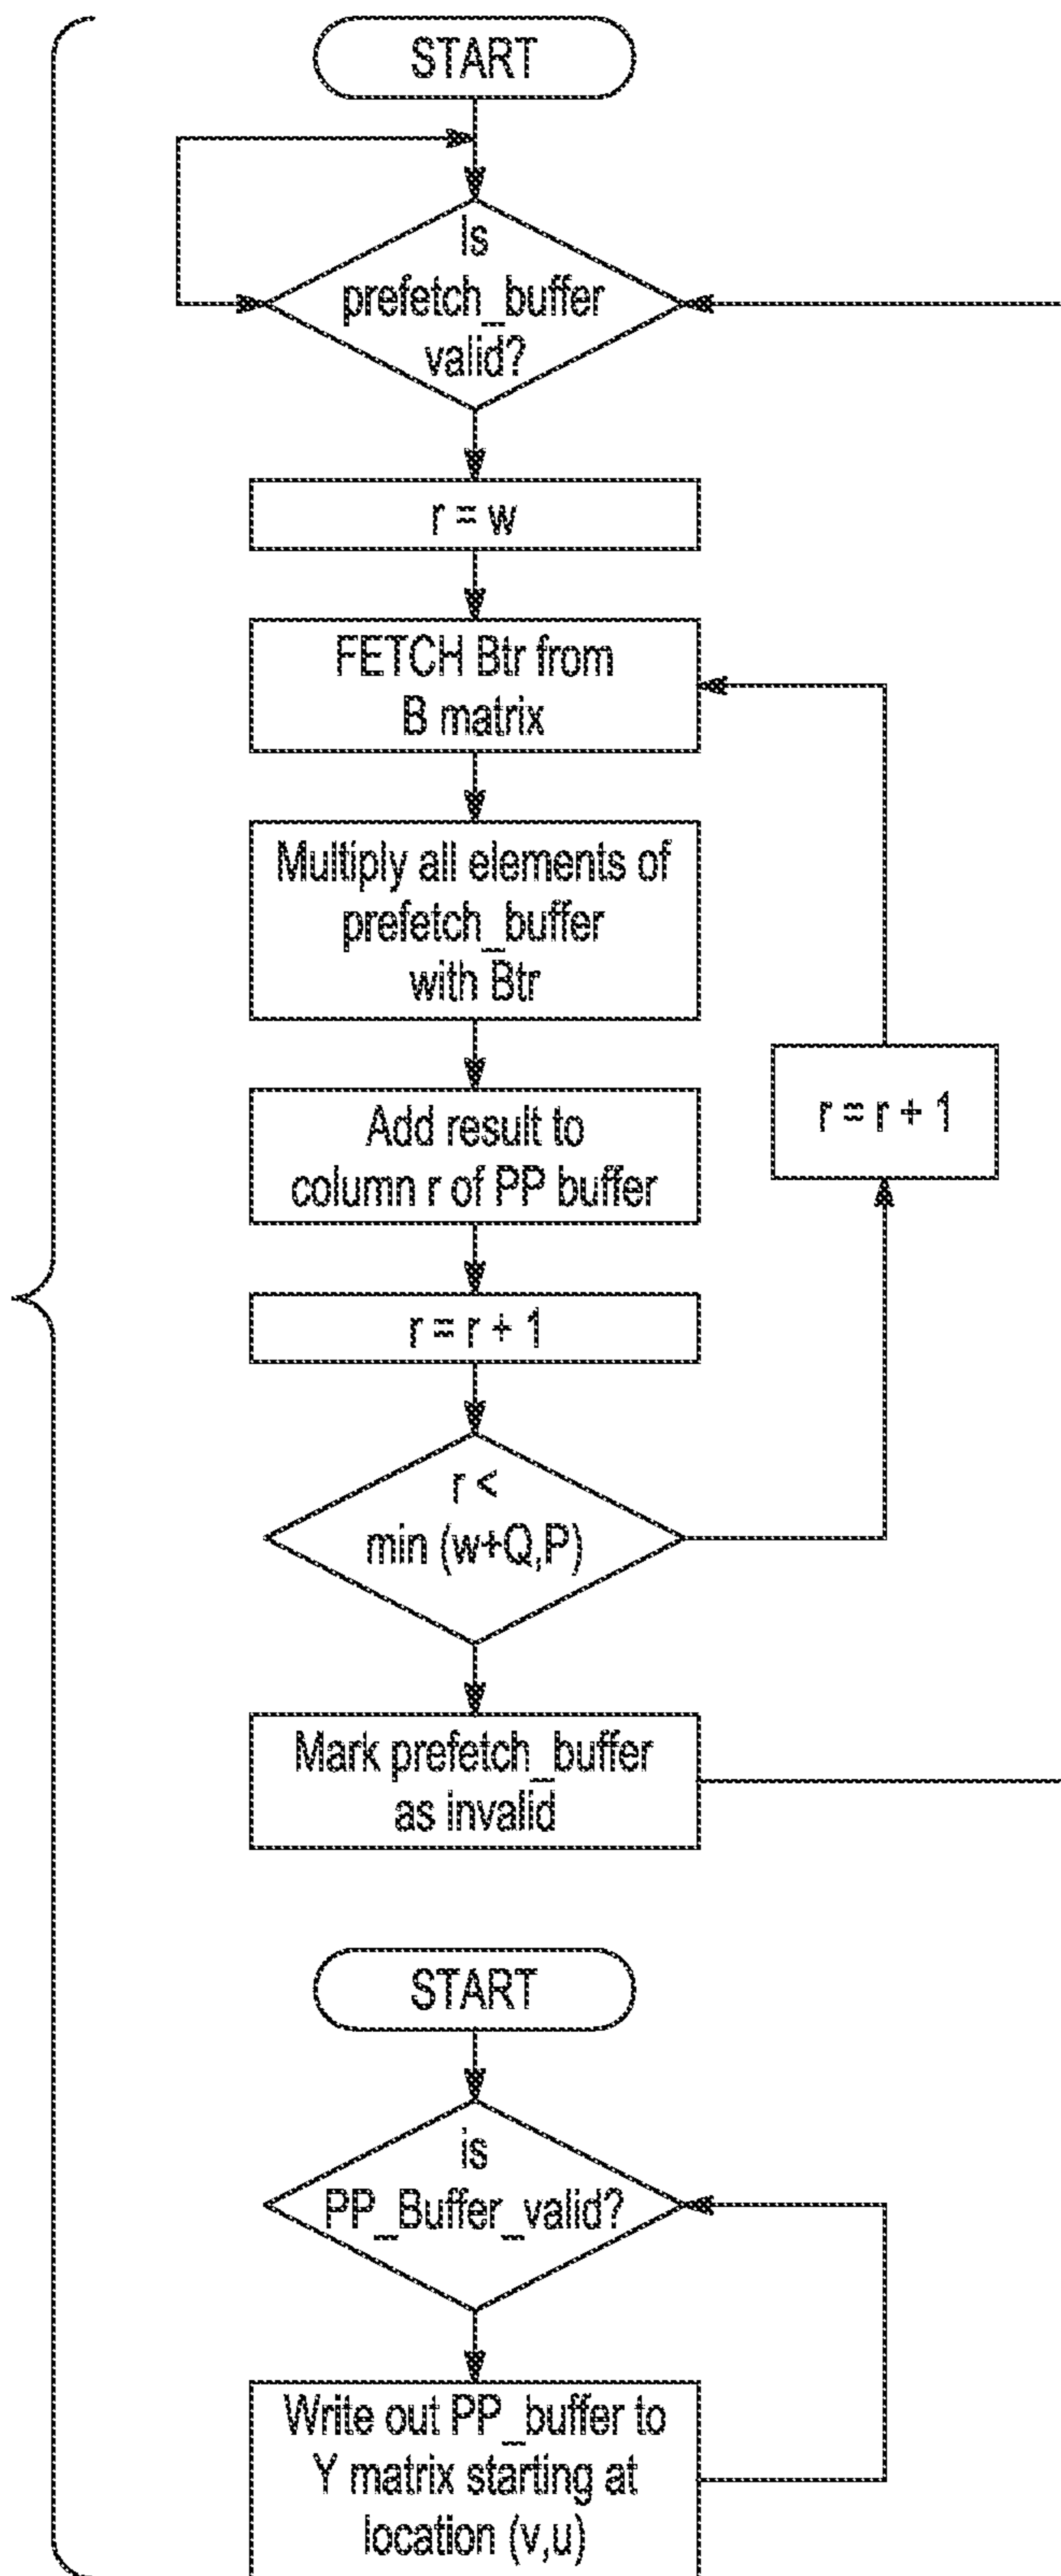 START
Is
prefetch_buffer
valid?
r = w
FETCH Btr from
B matrix
Multiply all elements of
prefetch_buffer
with Btr
Add result to
column r of PP buffer
r = r + 1
r = r + 1
r <
min (w+Q,P)
Mark prefetch_buffer
as invalid
START
is
PP_Buffer_valid?
Write out PP_buffer to
Y matrix starting at
location (v,u)